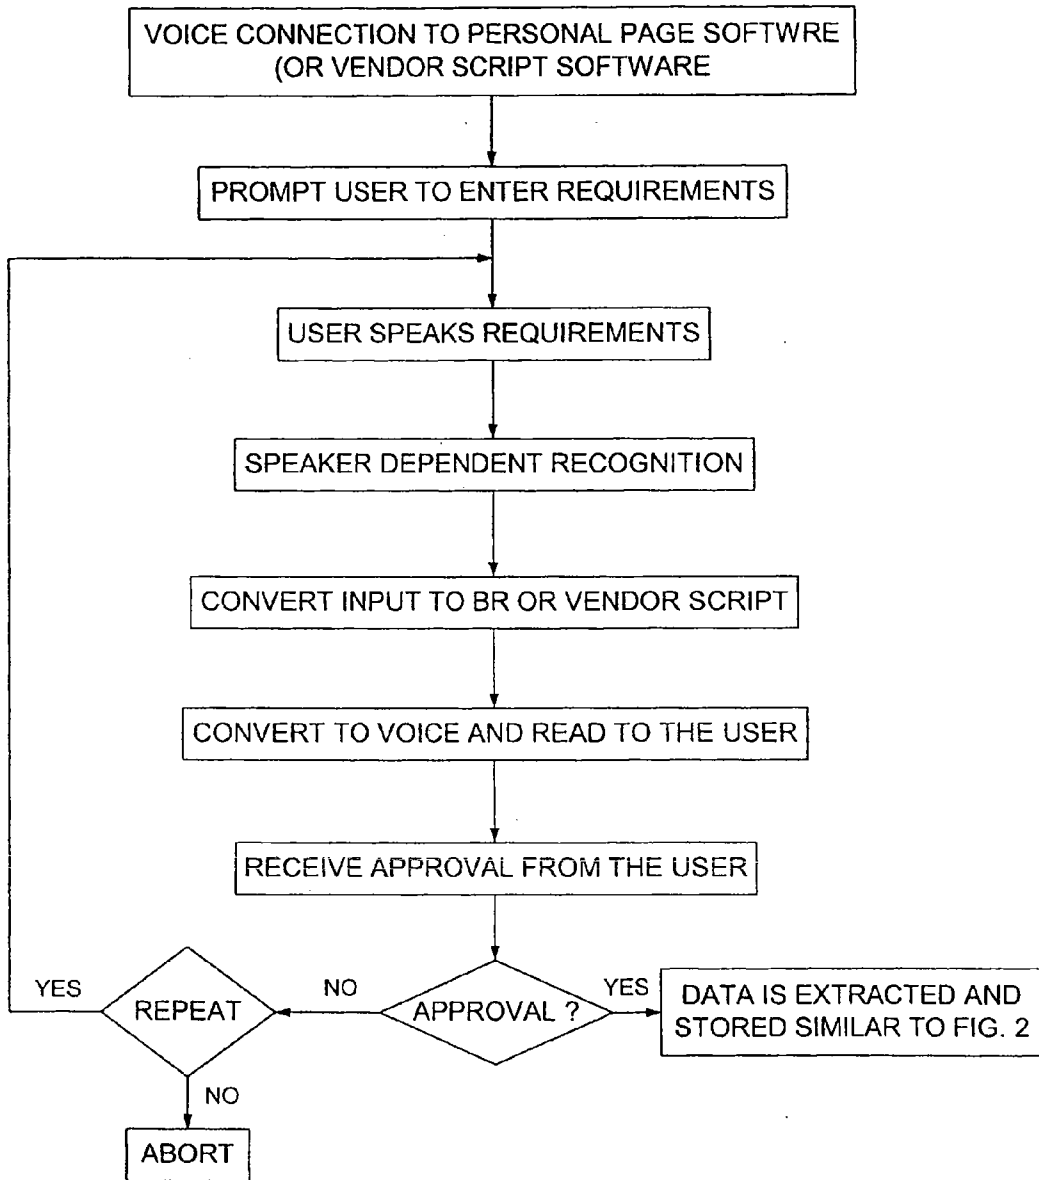 VOICE CONNECTION TO PERSONAL PAGE SOFTWRE
(OR VENDOR SCRIPT SOFTWARE
PROMPT USER TO ENTER REQUIREMENTS
USER SPEAKS REQUIREMENTS
SPEAKER DEPENDENT RECOGNITION
CONVERT INPUT TO BR OR VENDOR SCRIPT
CONVERT TO VOICE AND READ TO THE USER
RECEIVE APPROVAL FROM THE USER
YES
REPEAT
NO
APPROVAL ?
YES
DATA IS EXTRACTED AND
STORED SIMILAR TO FIG. 2
NO
ABORT